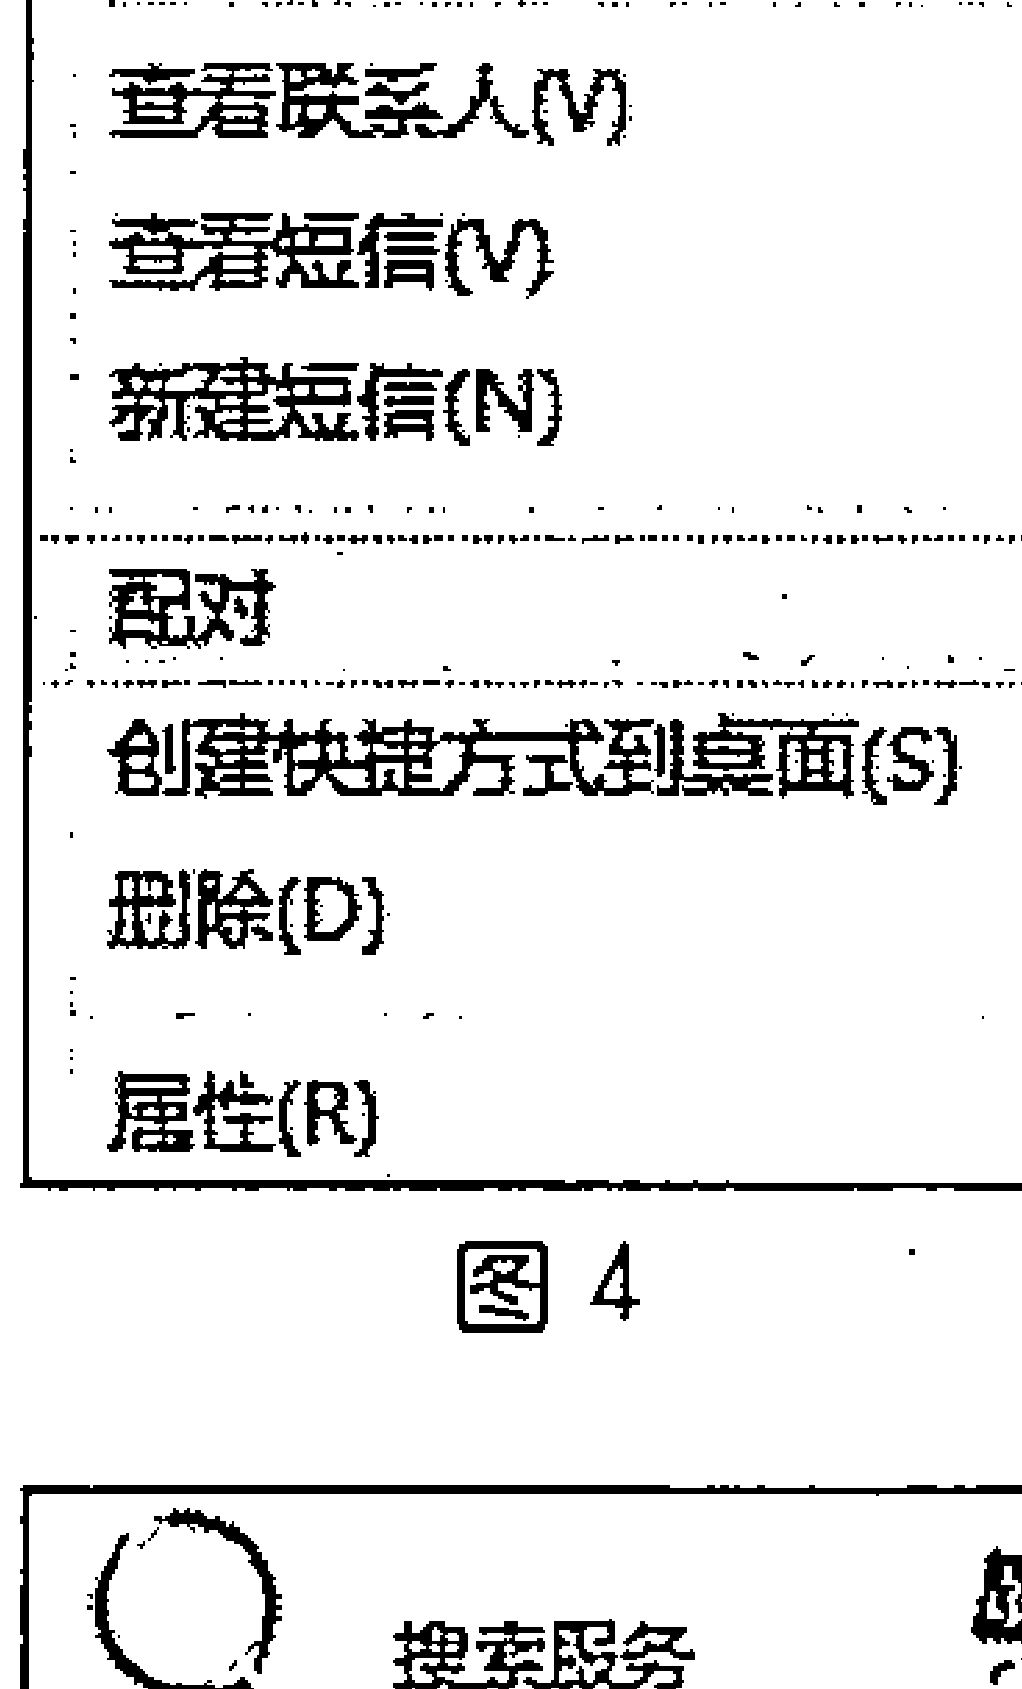 查看联系人(V)
查看短信(V)
新建短信(N)
配对
创建快捷方式到桌面(S)
删除(D)
属性(R)
图 4
搜索服务